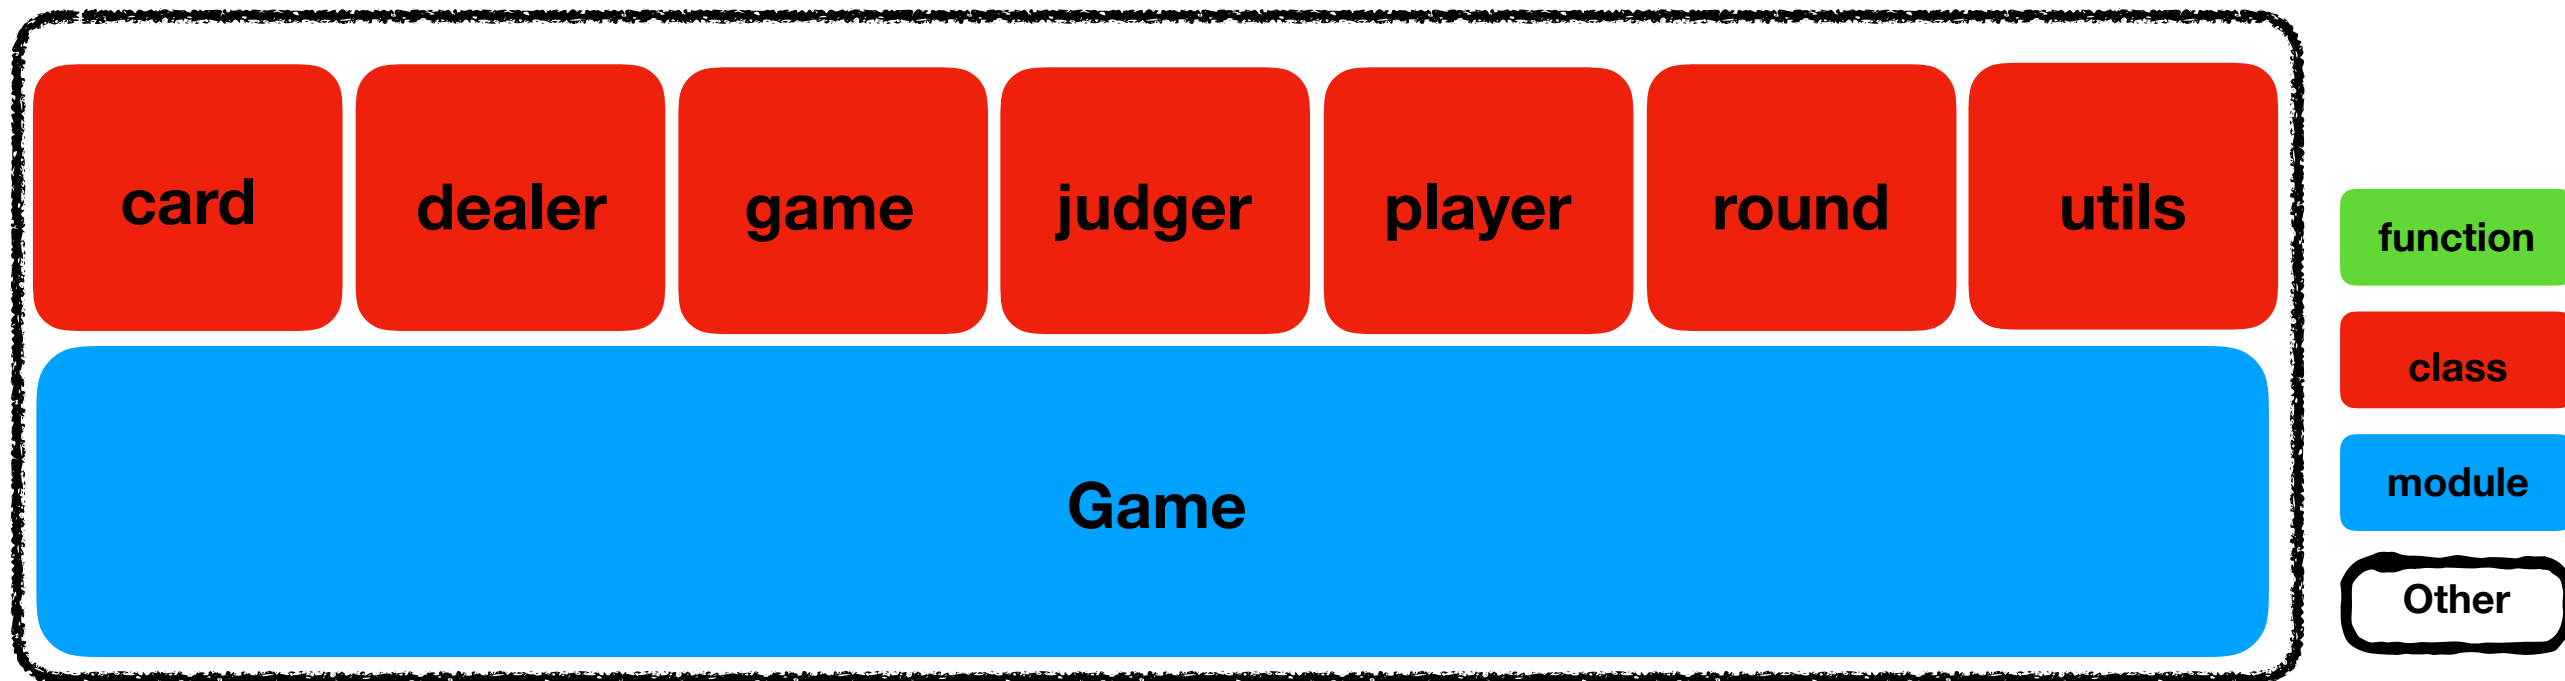 card
dealer
game
judger
player
round
utils
Game
function
class
module
Other